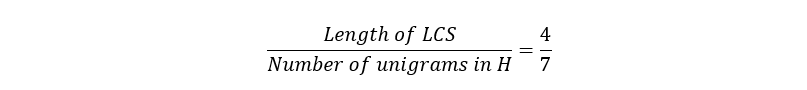 Length of LCS / Number of unigrams in H = 4 / 7